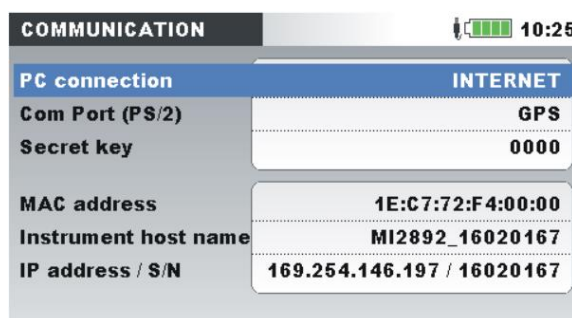 COMMUNICATION 10:25
PC connection INTERNET
Com Port (PS/2) GPS
Secret key 0000
MAC address 1E:C7:72:F4:00:00
Instrument host name MI2892_16020167
IP address / S/N 169.254.146.197 / 16020167